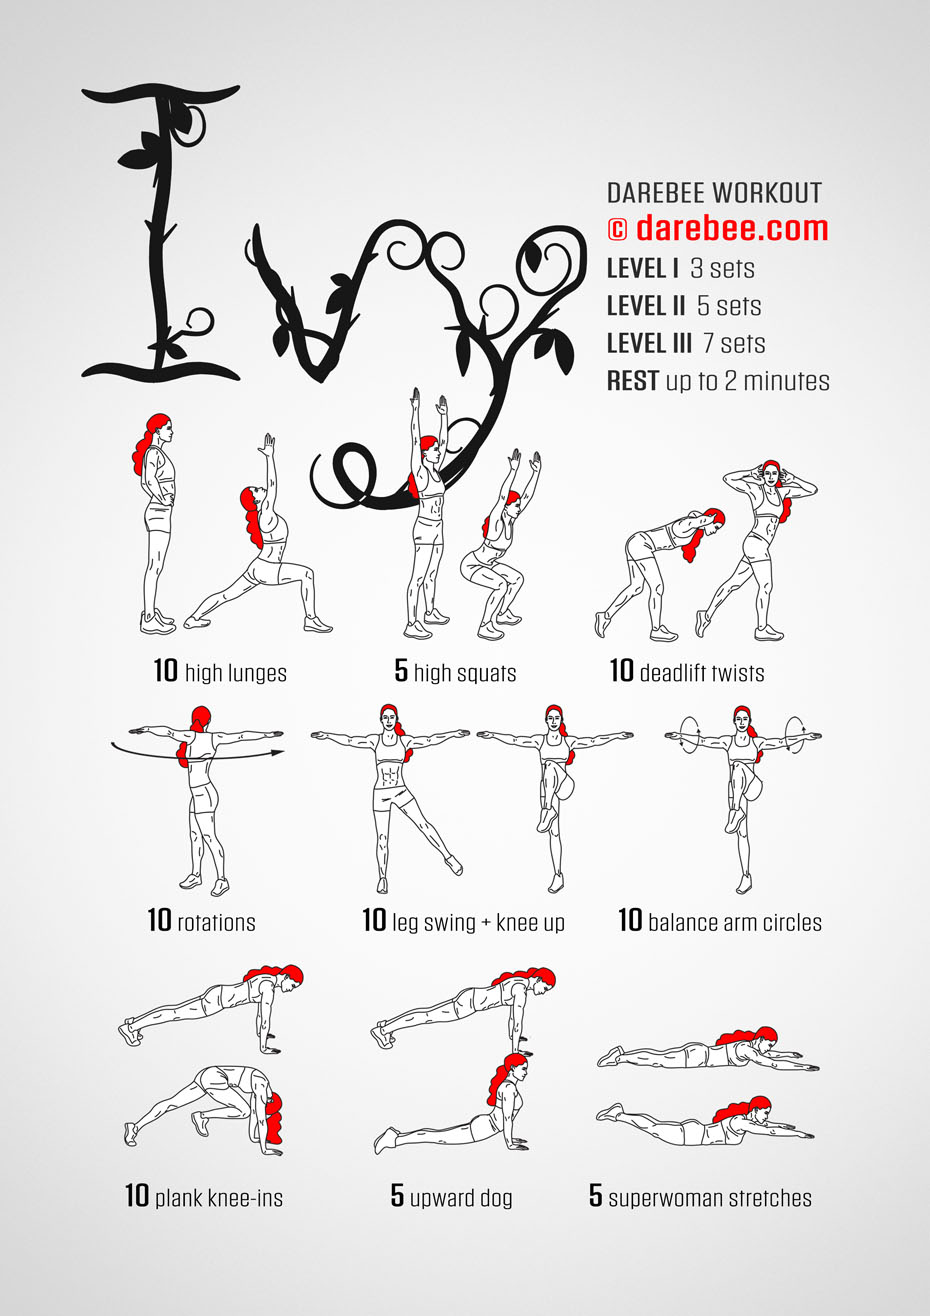 Ivy
DAREBEE WORKOUT
© darebee.com
LEVEL I 3 sets
LEVEL II 5 sets
LEVEL III 7 sets
REST up to 2 minutes
10 high lunges
5 high squats
10 deadlift twists
10 rotations
10 leg swing + knee up
10 balance arm circles
10 plank knee-ins
5 upward dog
5 superwoman stretches